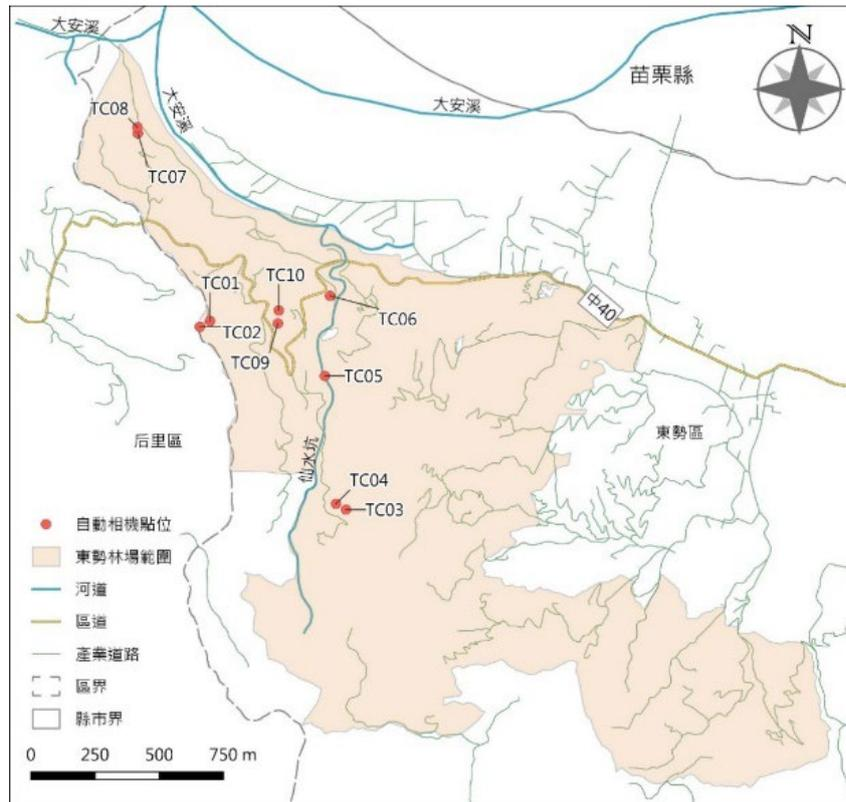 大安溪
N
苗栗縣
大安溪
大安溪
TC08
TC07
TC01
TC10
TC02
TC06
TC09
中40
TC05
后里區
東勢區
仙水坑
TC04
TC03
自動相機點位
東勢林場範圍
河道
區道
產業道路
區界
縣市界
0 250 500 750 m